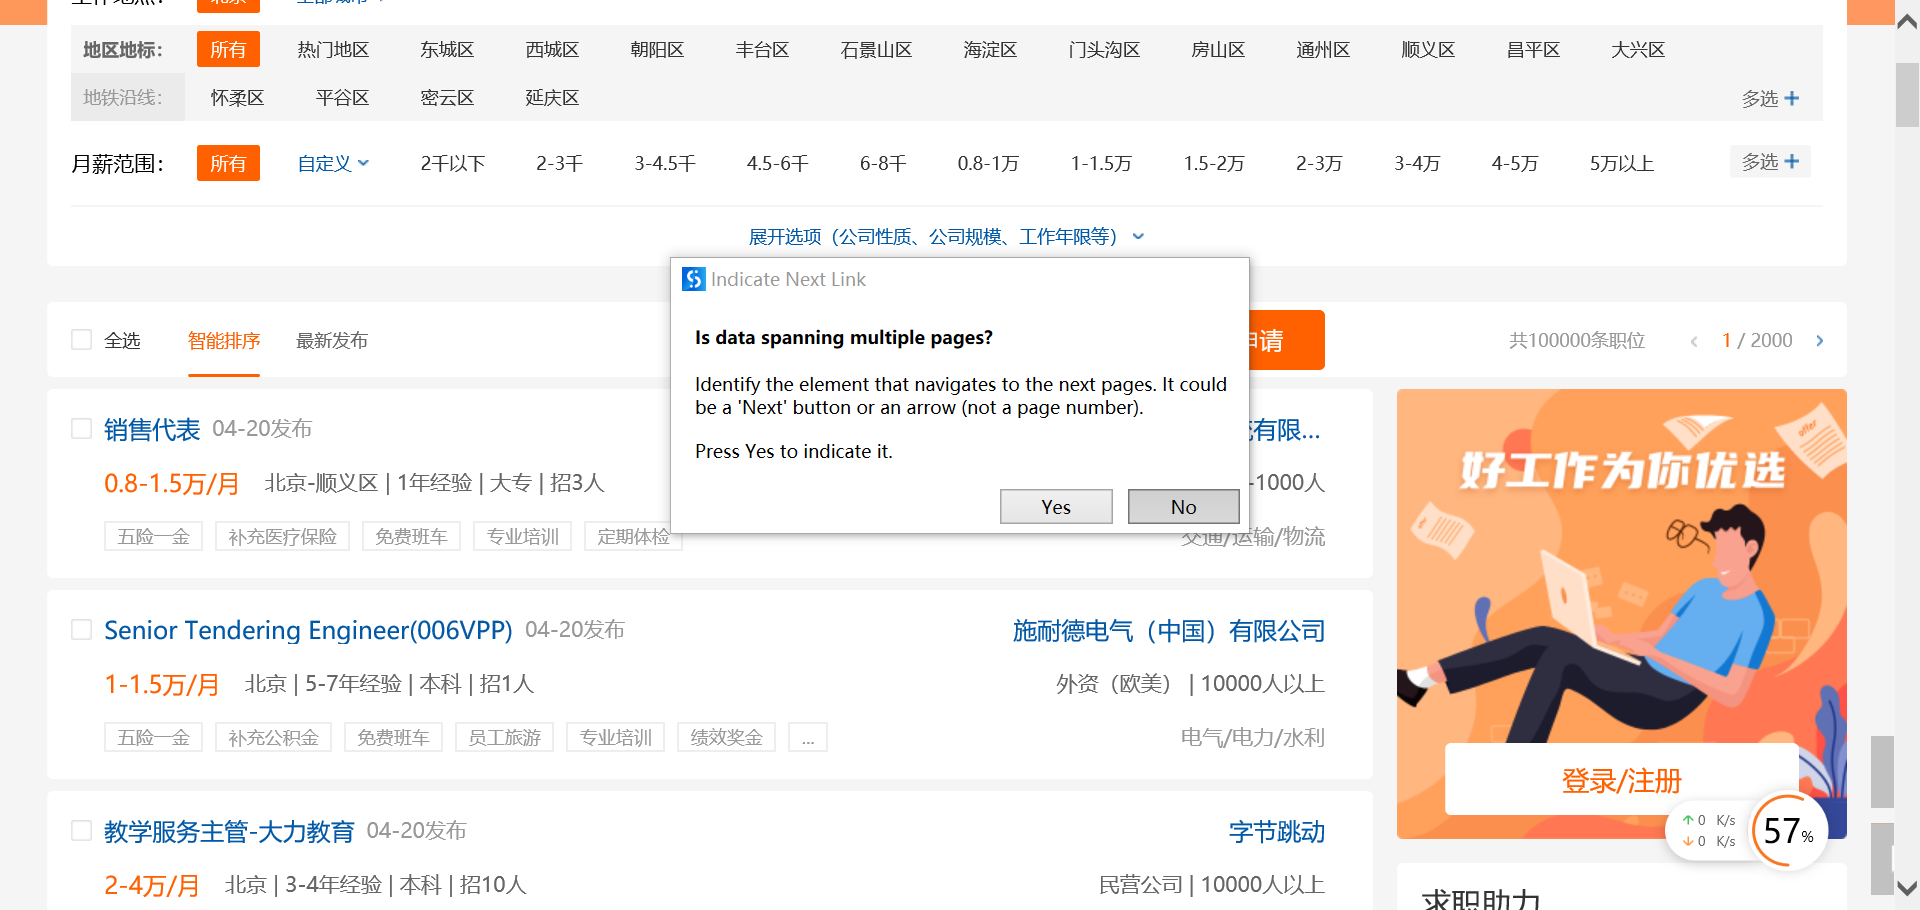 地区地标： 所有 热门地区 东城区 西城区 朝阳区 丰台区 石景山区 海淀区 门头沟区 房山区 通州区 顺义区 昌平区 大兴区
地铁沿线： 怀柔区 平谷区 密云区 延庆区 多选
月薪范围： 所有 自定义 2千以下 2-3千 3-4.5千 4.5-6千 6-8千 0.8-1万 1-1.5万 1.5-2万 2-3万 3-4万 4-5万 5万以上 多选
展开选项（公司性质、公司规模、工作年限等）
Indicate Next Link
Is data spanning multiple pages?
Identify the element that navigates to the next pages. It could
be a 'Next' button or an arrow (not a page number).
Press Yes to indicate it.
Yes No
全选 智能排序 最新发布 请 共100000条职位 ‹ 1 / 2000 ›
销售代表 04-20发布 有限...
0.8-1.5万/月 北京-顺义区 | 1年经验 | 大专 | 招3人 -1000人
五险一金 补充医疗保险 免费班车 专业培训 定期体检 交通/运输/物流
Senior Tendering Engineer(006VPP) 04-20发布 施耐德电气（中国）有限公司
1-1.5万/月 北京 | 5-7年经验 | 本科 | 招1人 外资（欧美） | 10000人以上
五险一金 补充公积金 免费班车 员工旅游 专业培训 绩效奖金 ... 电气/电力/水利
教学服务主管-大力教育 04-20发布 字节跳动
2-4万/月 北京 | 3-4年经验 | 本科 | 招10人 民营公司 | 10000人以上
offer
好工作为你优选
登录/注册
↑ 0 K/s
↓ 0 K/s
57%
求职助力